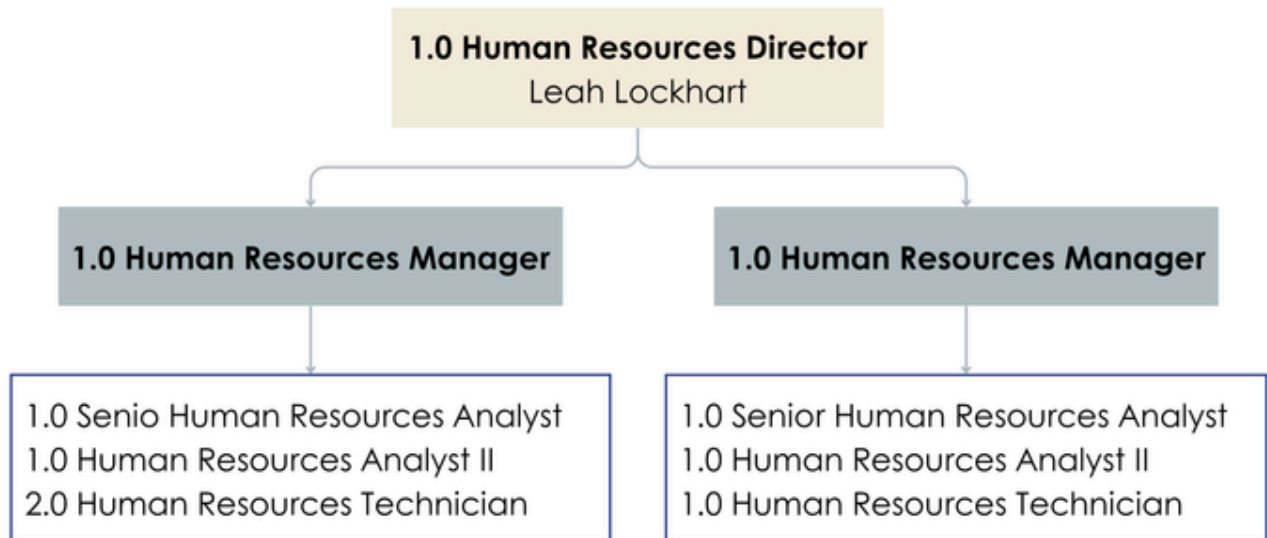 1.0 Human Resources Director
Leah Lockhart
1.0 Human Resources Manager
1.0 Human Resources Manager
1.0 Senio Human Resources Analyst
1.0 Human Resources Analyst II
2.0 Human Resources Technician
1.0 Senior Human Resources Analyst
1.0 Human Resources Analyst II
1.0 Human Resources Technician